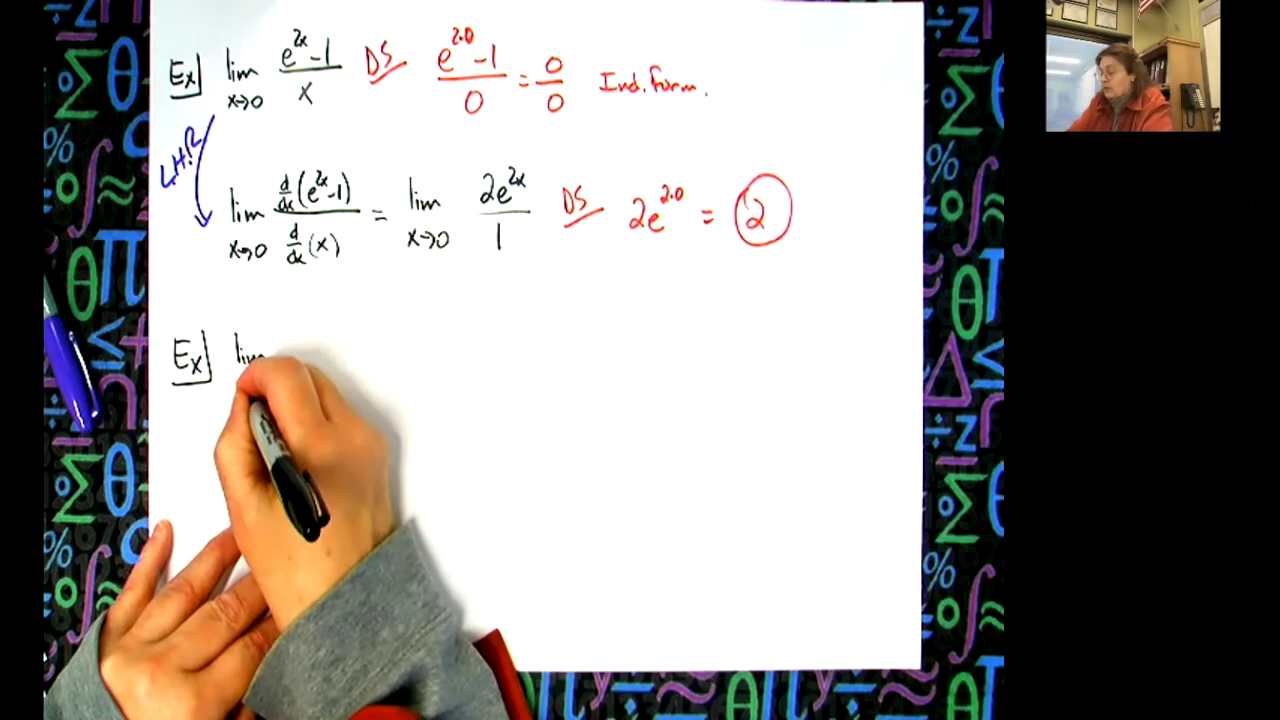 Ex lim x→0 (e^{2x}-1)/x DS (e^{2·0}-1)/0 = 0/0 Ind. Form.
L.H.R
lim x→0 (d/dx(e^{2x}-1))/(d/dx(x)) = lim x→0 2e^{2x}/1 DS 2e^{2·0} = 2
Ex lim